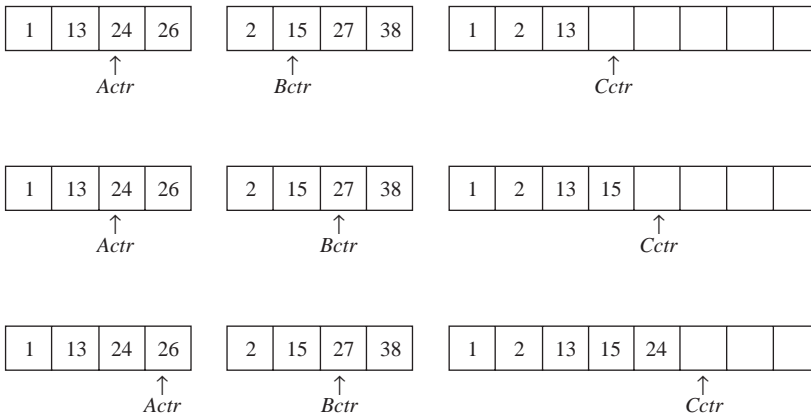 1 13 24 26 2 15 27 38 1 2 13
↑ ↑ ↑
Actr Bctr Cctr
1 13 24 26 2 15 27 38 1 2 13 15
↑ ↑ ↑
Actr Bctr Cctr
1 13 24 26 2 15 27 38 1 2 13 15 24
↑ ↑ ↑
Actr Bctr Cctr